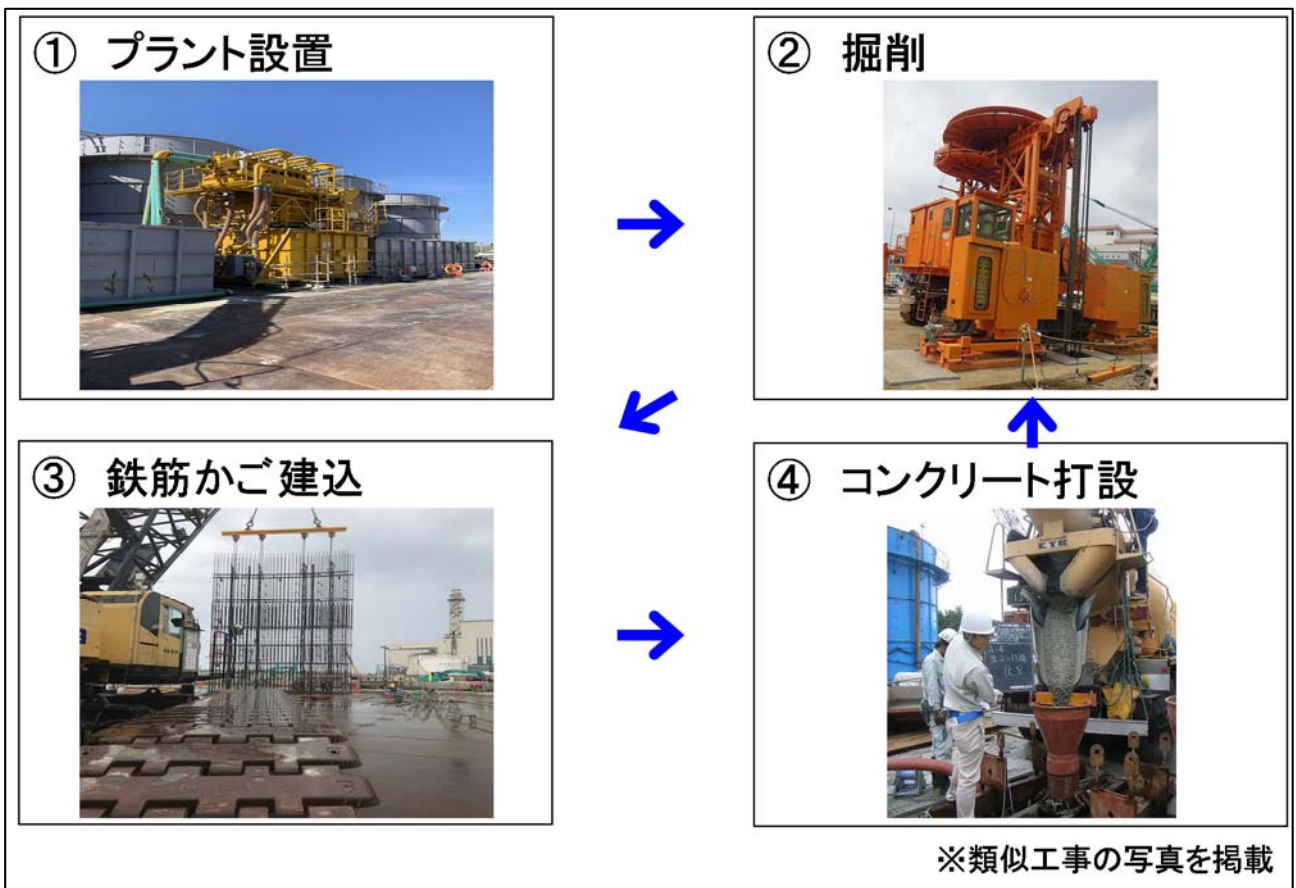 ① プラント設置
② 掘削
③ 鉄筋かご建込
④ コンクリート打設
KYB
※類似工事の写真を掲載